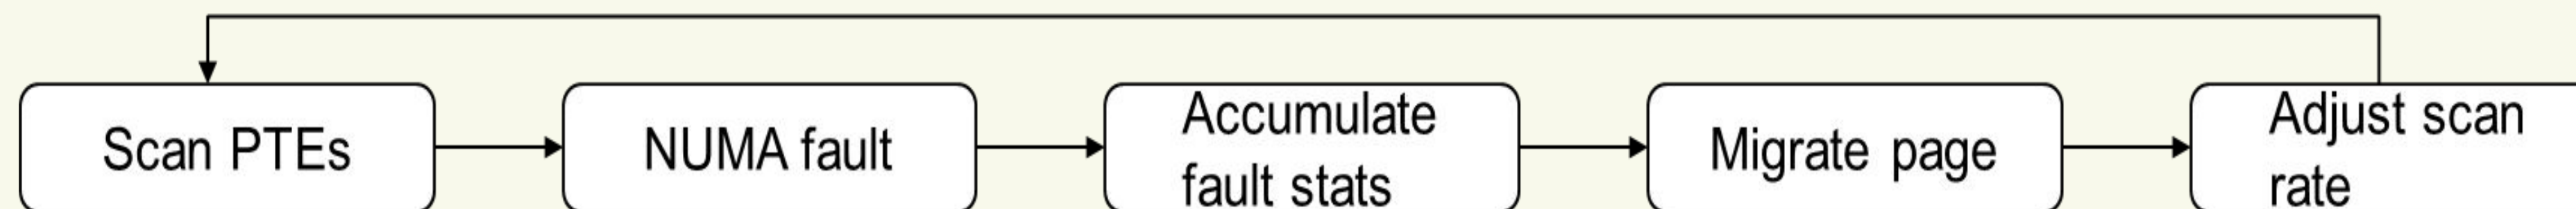 Scan PTEs
NUMA fault
Accumulate
fault stats
Migrate page
Adjust scan
rate